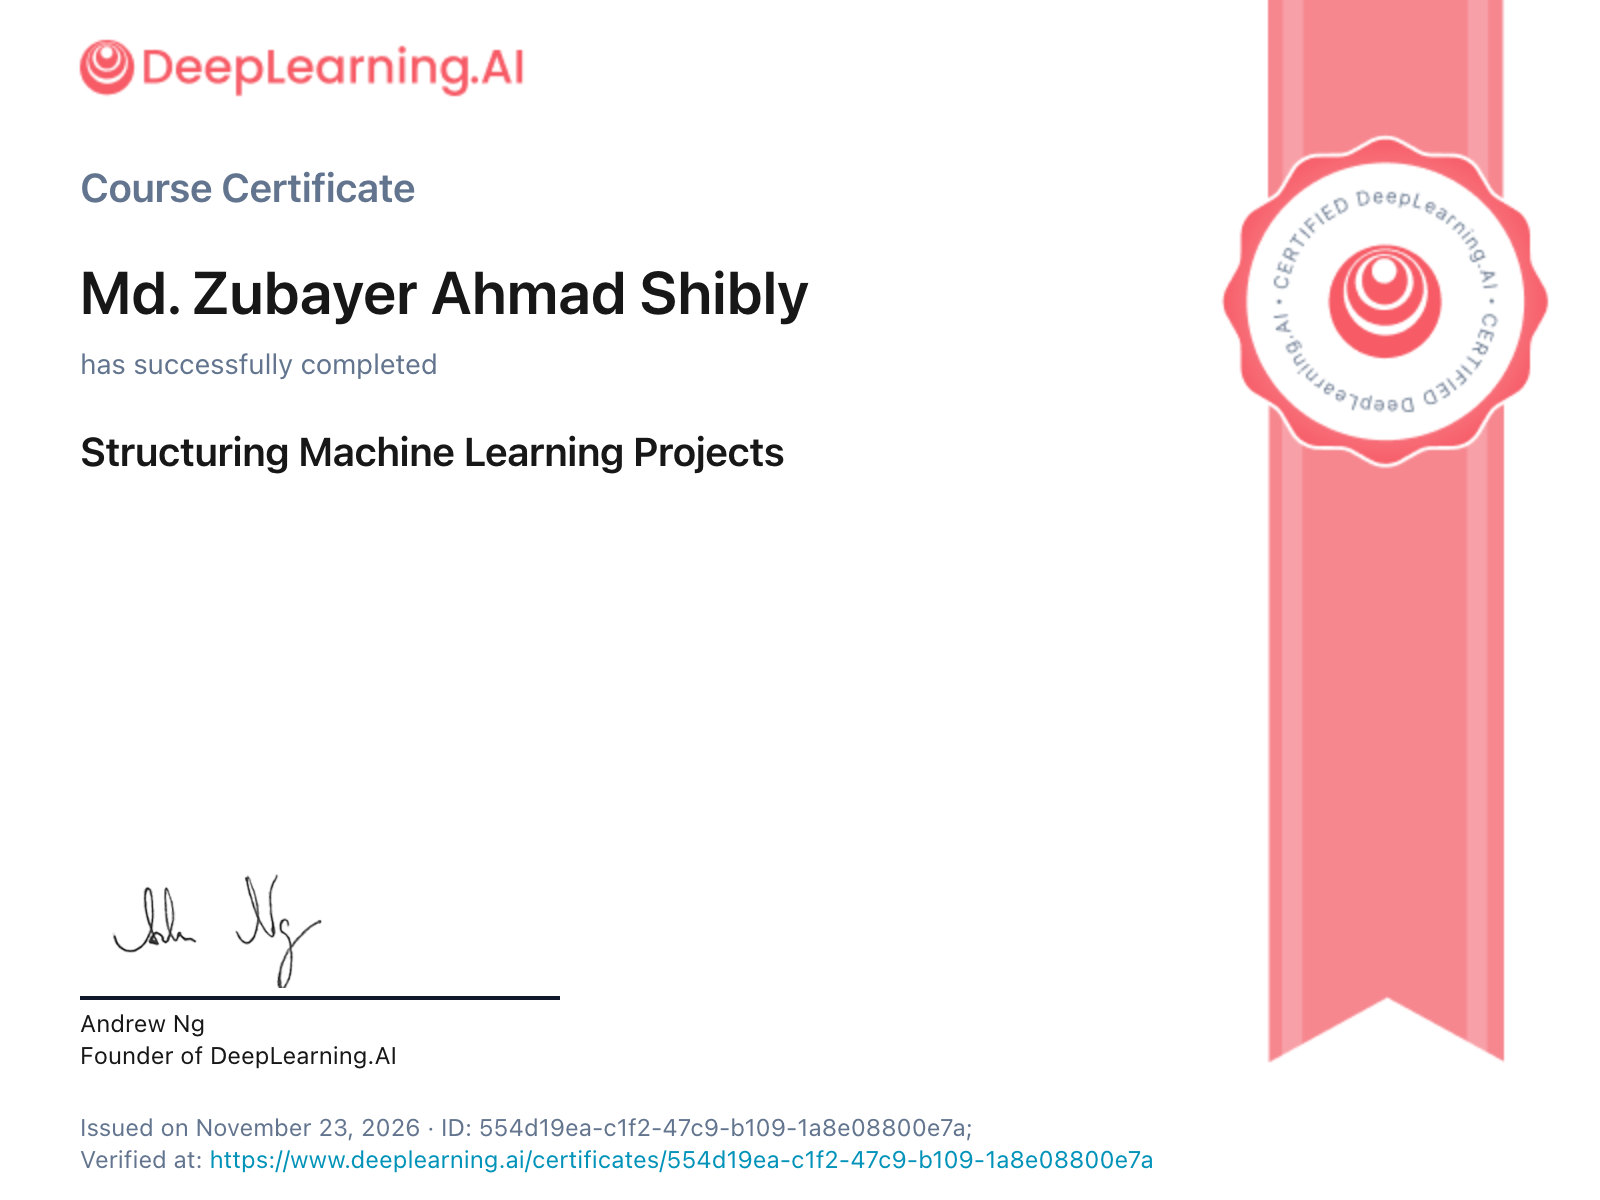 DeepLearning.AI
Course Certificate
Md. Zubayer Ahmad Shibly
has successfully completed
Structuring Machine Learning Projects
CERTIFIED DeepLearning.AI • CERTIFIED DeepLearning.AI •
Andrew Ng
Andrew Ng
Founder of DeepLearning.AI
Issued on November 23, 2026 · ID: 554d19ea-c1f2-47c9-b109-1a8e08800e7a;
Verified at: https://www.deeplearning.ai/certificates/554d19ea-c1f2-47c9-b109-1a8e08800e7a